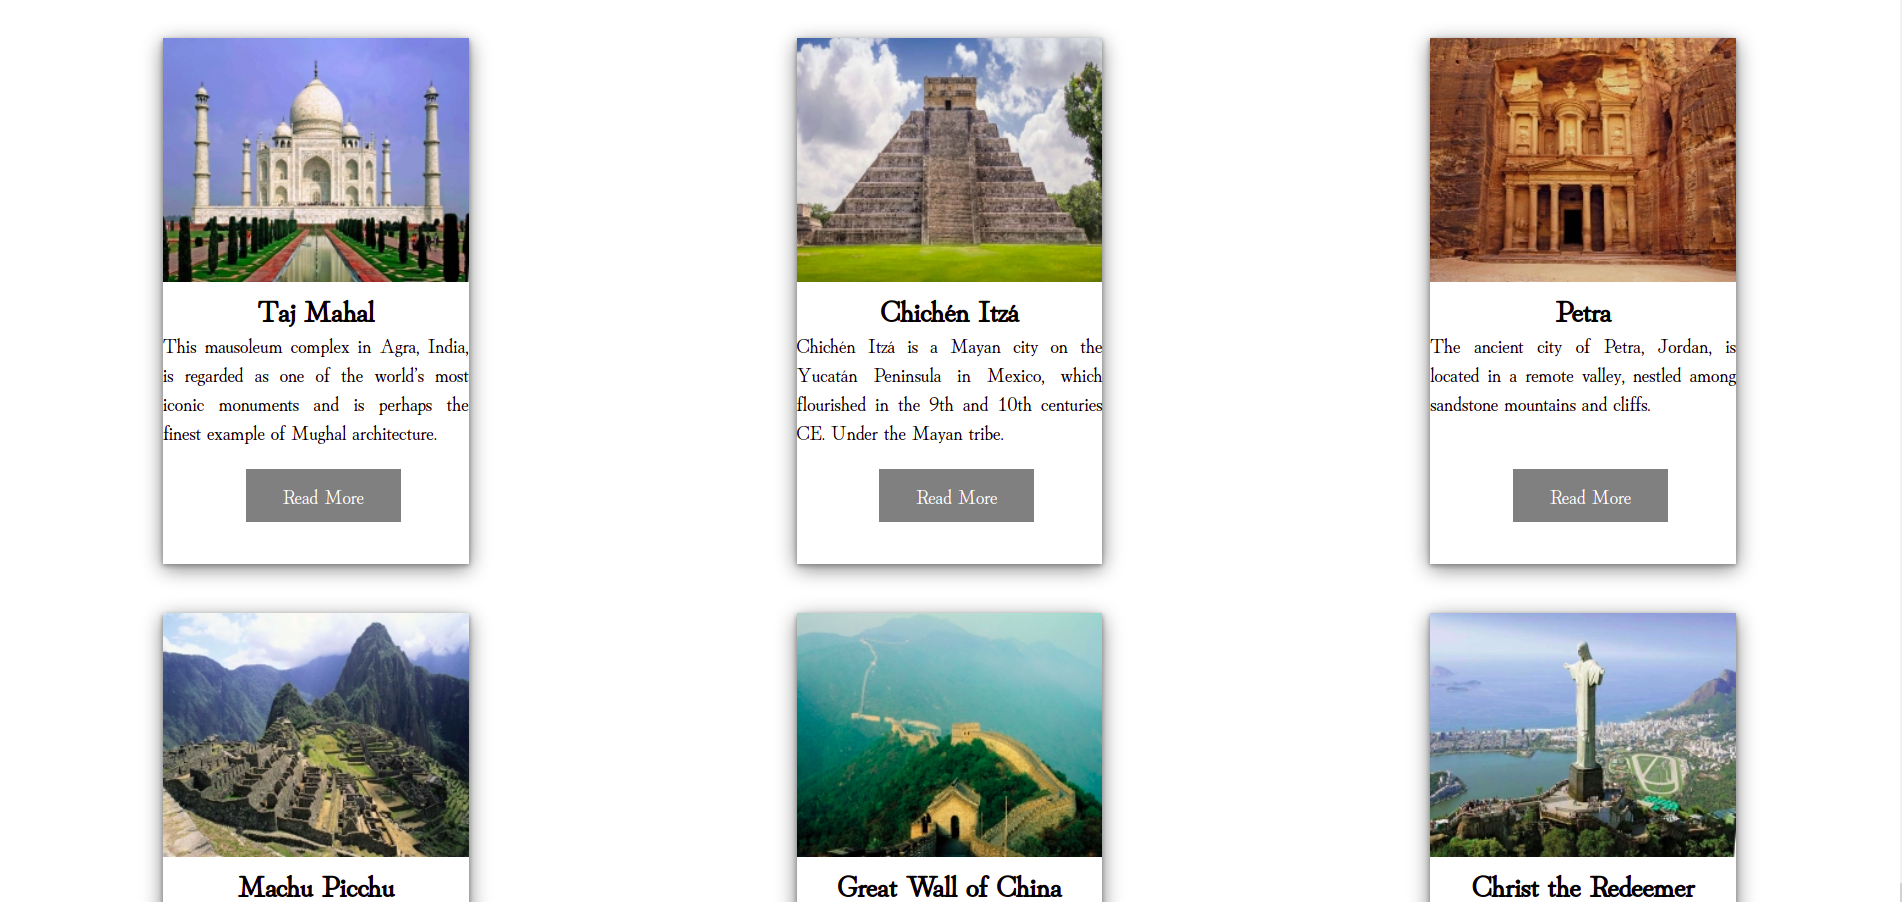 Taj Mahal
This mausoleum complex in Agra, India,
is regarded as one of the world's most
iconic monuments and is perhaps the
finest example of Mughal architecture.
Read More
Chichén Itzá
Chichén Itzá is a Mayan city on the
Yucatán Peninsula in Mexico, which
flourished in the 9th and 10th centuries
CE. Under the Mayan tribe.
Read More
Petra
The ancient city of Petra, Jordan, is
located in a remote valley, nestled among
sandstone mountains and cliffs.
Read More
Machu Picchu
Great Wall of China
Christ the Redeemer